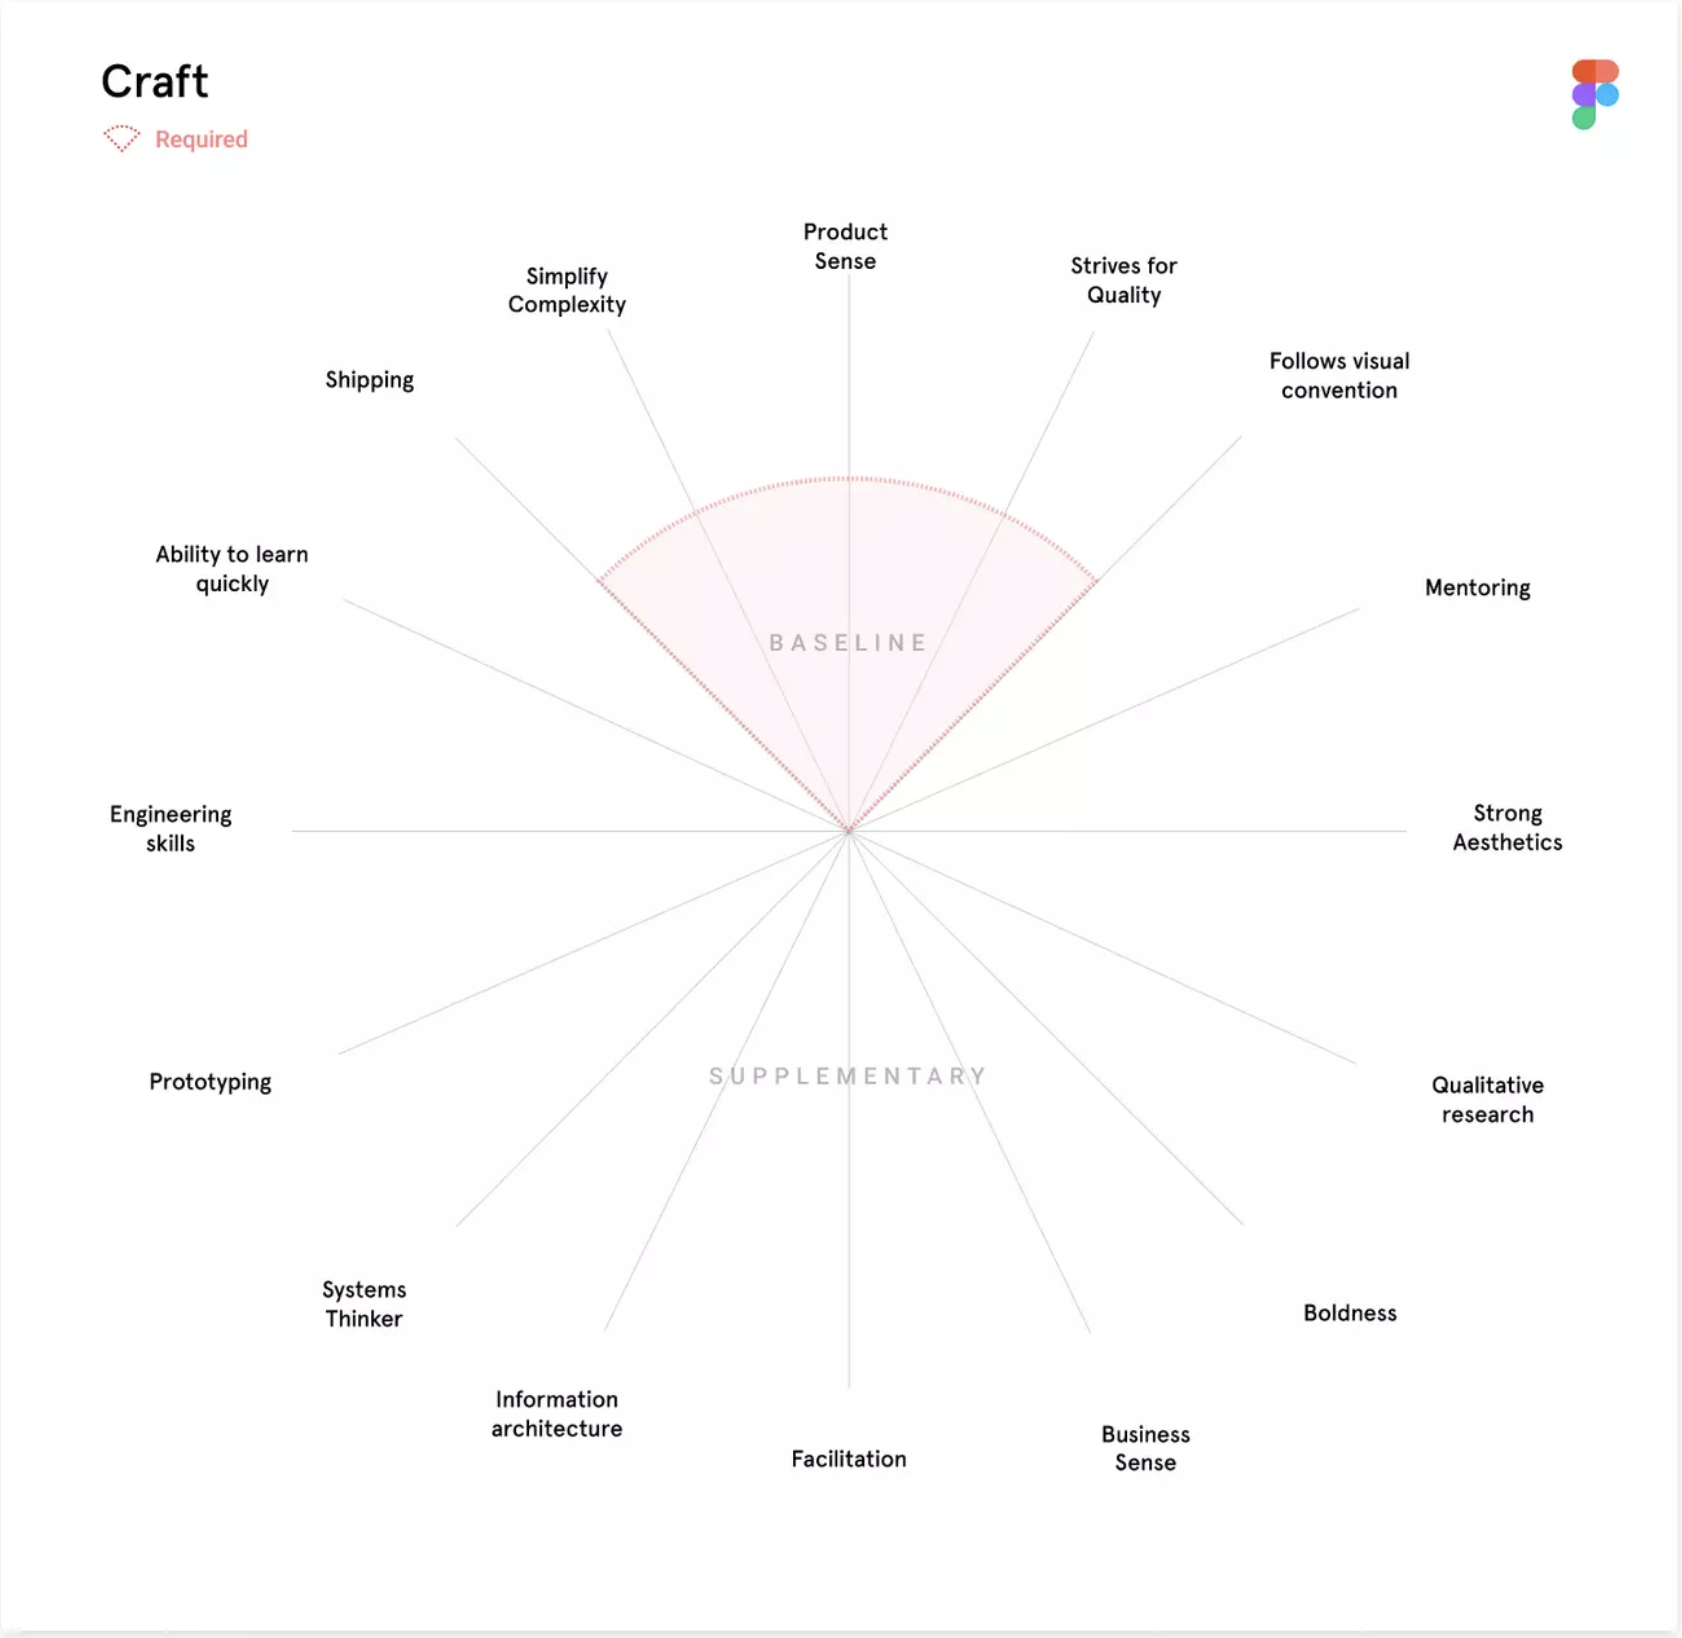 Craft
Required
Product
Sense
Strives for
Quality
Simplify
Complexity
Follows visual
convention
Shipping
Ability to learn
quickly
Mentoring
BASELINE
Engineering
skills
Strong
Aesthetics
SUPPLEMENTARY
Prototyping
Qualitative
research
Systems
Thinker
Boldness
Information
architecture
Facilitation
Business
Sense